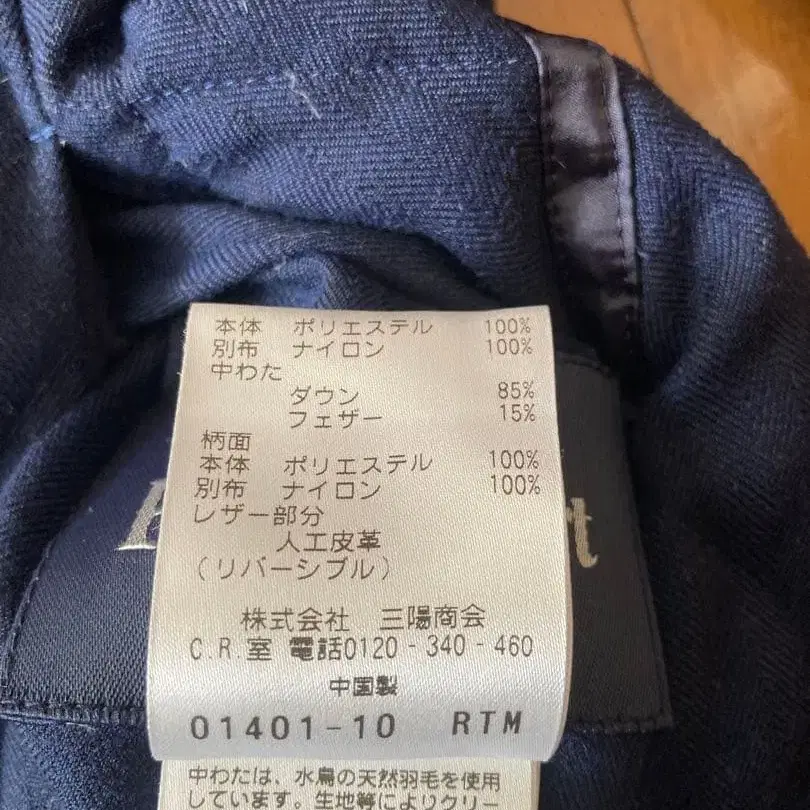 本体 ポリエステル 100%
別布 ナイロン 100%
中わた
ダウン 85%
フェザー 15%
柄面
本体 ポリエステル 100%
別布 ナイロン 100%
レザー部分
人工皮革
(リバーシブル)
株式会社 三陽商会
C.R.室 電話0120-340-460
中国製
01401-10 RTM
中わたは、水鳥の天然羽毛を使用
しています。生地等によりクリー